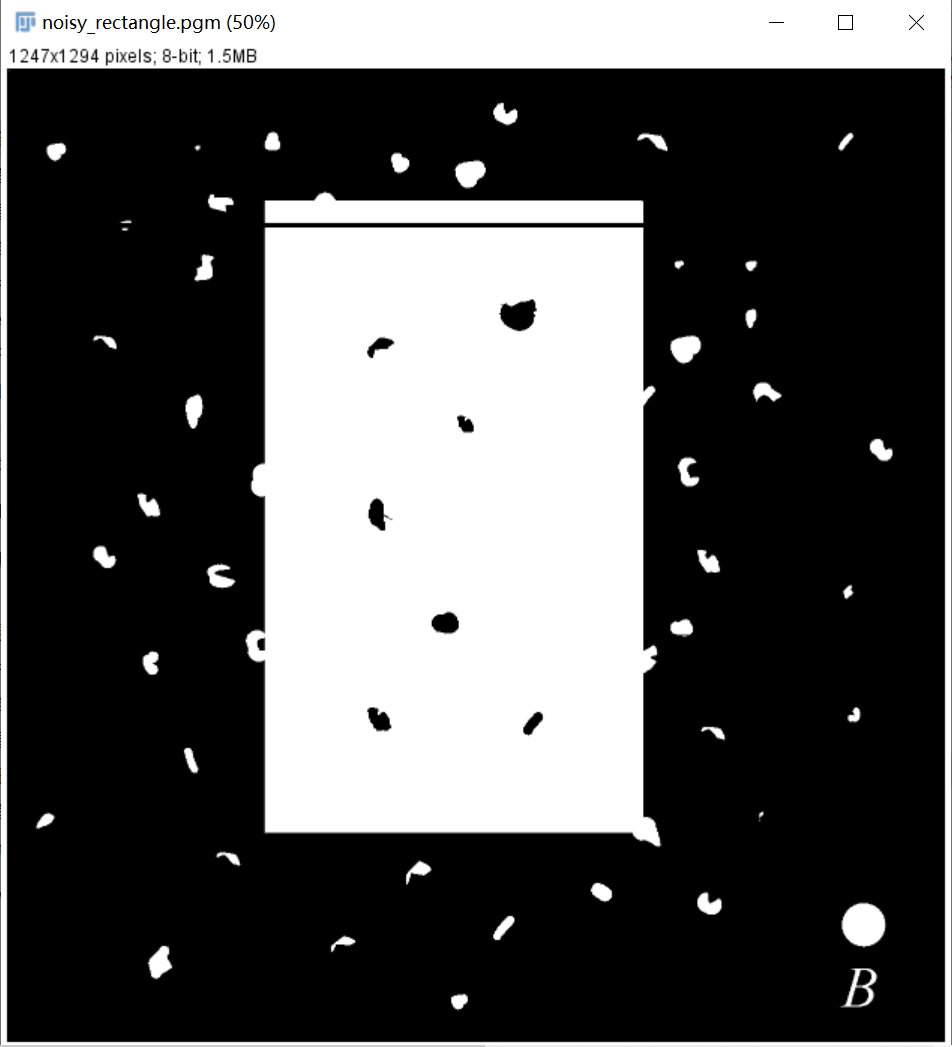 noisy_rectangle.pgm (50%)
1247x1294 pixels; 8-bit; 1.5MB
B